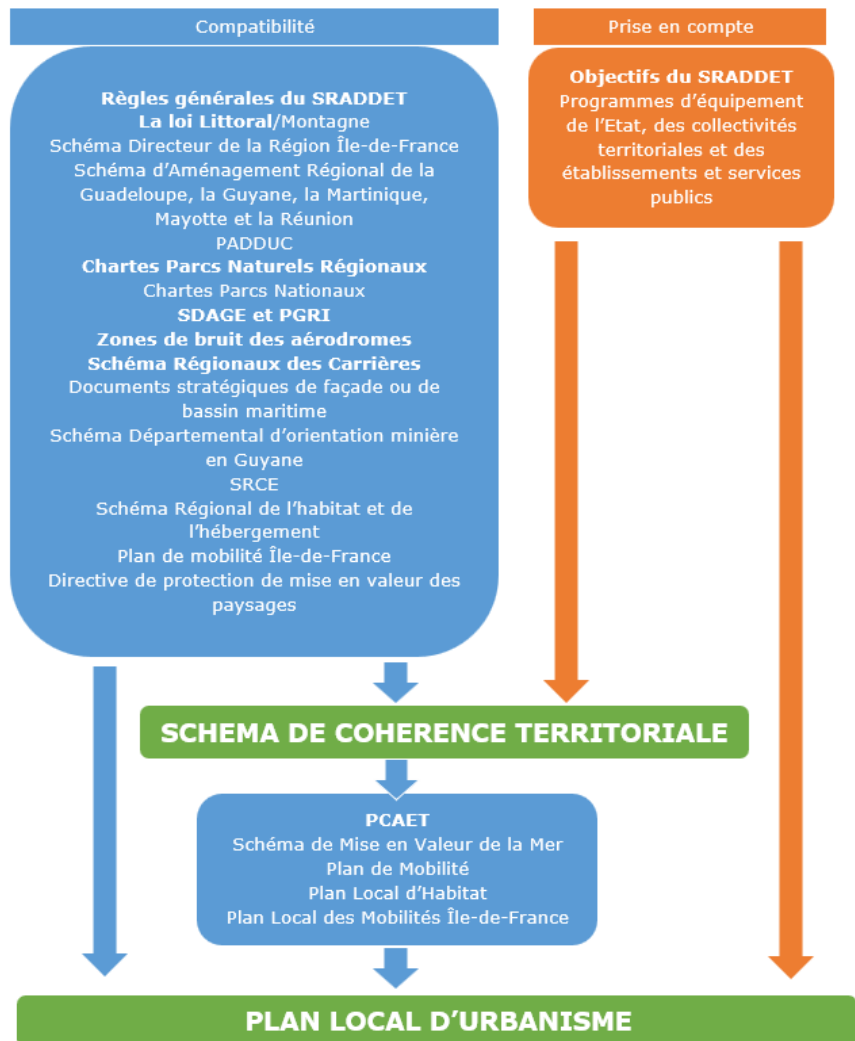 Compatibilité
Règles générales du SRADDET
La loi Littoral/Montagne
Schéma Directeur de la Région Île-de-France
Schéma d'Aménagement Régional de la
Guadeloupe, la Guyane, la Martinique,
Mayotte et la Réunion
PADDUC
Chartes Parcs Naturels Régionaux
Chartes Parcs Nationaux
SDAGE et PGRI
Zones de bruit des aérodromes
Schéma Régionaux des Carrières
Documents stratégiques de façade ou de
bassin maritime
Schéma Départemental d'orientation minière
en Guyane
SRCE
Schéma Régional de l'habitat et de
l'hébergement
Plan de mobilité Île-de-France
Directive de protection de mise en valeur des
paysages
Prise en compte
Objectifs du SRADDET
Programmes d'équipement
de l'Etat, des collectivités
territoriales et des
établissements et services
publics
SCHEMA DE COHERENCE TERRITORIALE
PCAET
Schéma de Mise en Valeur de la Mer
Plan de Mobilité
Plan Local d'Habitat
Plan Local des Mobilités Île-de-France
PLAN LOCAL D'URBANISME